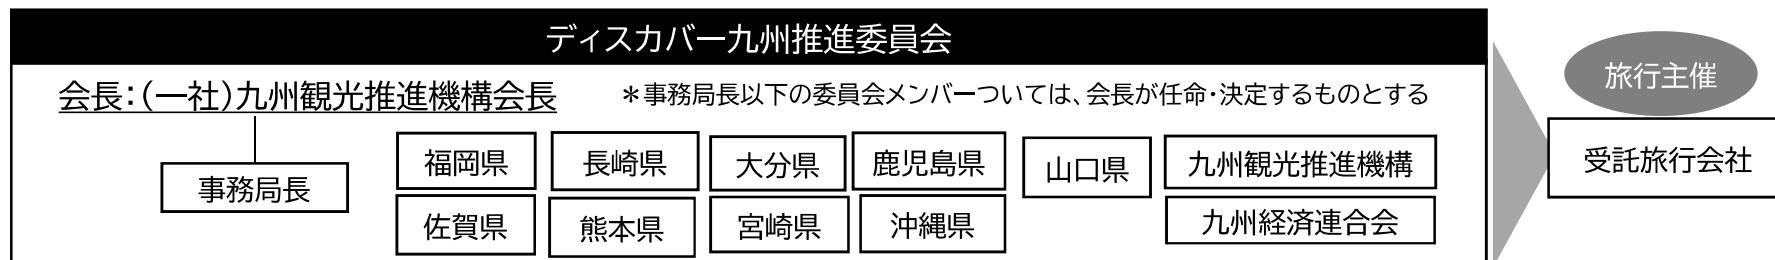 ディスカバー九州推進委員会
会長：（一社）九州観光推進機構会長
＊事務局長以下の委員会メンバーついては、会長が任命・決定するものとする
旅行主催
福岡県 長崎県 大分県 鹿児島県 山口県 九州観光推進機構
受託旅行会社
事務局長
佐賀県 熊本県 宮崎県 沖縄県 九州経済連合会